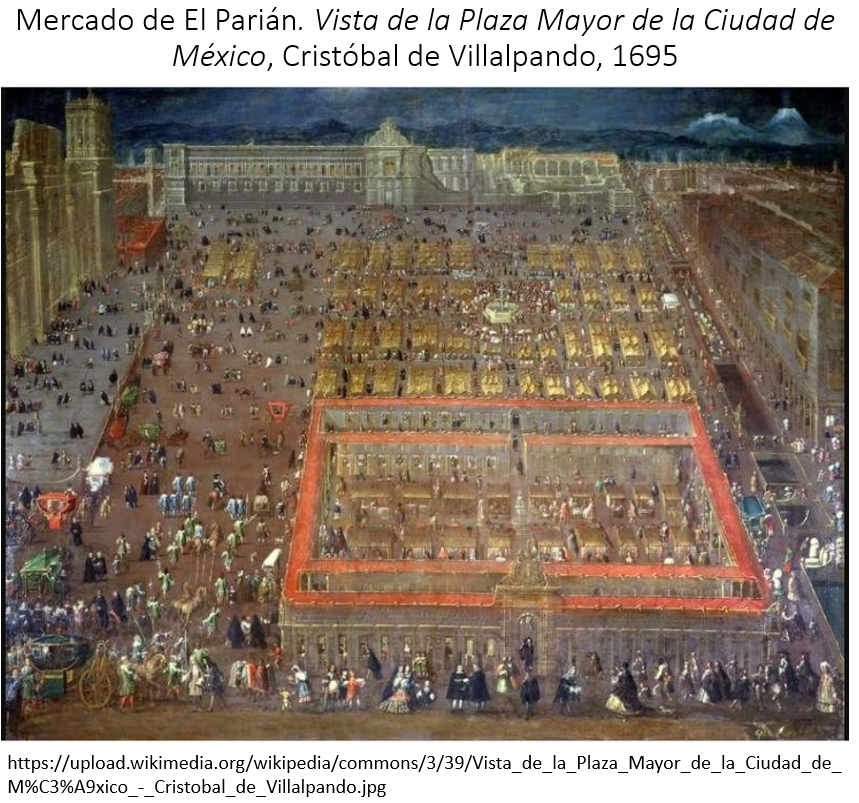 Mercado de El Parián. Vista de la Plaza Mayor de la Ciudad de
México, Cristóbal de Villalpando, 1695
https://upload.wikimedia.org/wikipedia/commons/3/39/Vista_de_la_Plaza_Mayor_de_la_Ciudad_de_
M%C3%A9xico_-_Cristobal_de_Villalpando.jpg